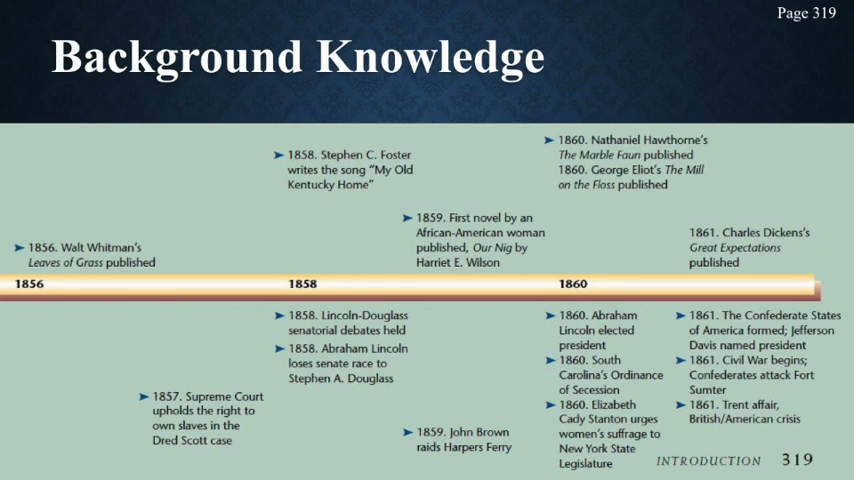 Page 319
Background Knowledge
➤ 1856. Walt Whitman's
Leaves of Grass published
➤ 1858. Stephen C. Foster
writes the song "My Old
Kentucky Home"
➤ 1859. First novel by an
African-American woman
published, Our Nig by
Harriet E. Wilson
➤ 1860. Nathaniel Hawthorne's
The Marble Faun published
1860. George Eliot's The Mill
on the Floss published
1861. Charles Dickens's
Great Expectations
published
1856
1858
1860
➤ 1857. Supreme Court
upholds the right to
own slaves in the
Dred Scott case
➤ 1858. Lincoln-Douglass
senatorial debates held
➤ 1858. Abraham Lincoln
loses senate race to
Stephen A. Douglass
➤ 1859. John Brown
raids Harpers Ferry
➤ 1860. Abraham
Lincoln elected
president
➤ 1860. South
Carolina's Ordinance
of Secession
➤ 1860. Elizabeth
Cady Stanton urges
women's suffrage to
New York State
Legislature
➤ 1861. The Confederate States
of America formed; Jefferson
Davis named president
➤ 1861. Civil War begins;
Confederates attack Fort
Sumter
➤ 1861. Trent affair,
British/American crisis
INTRODUCTION 319